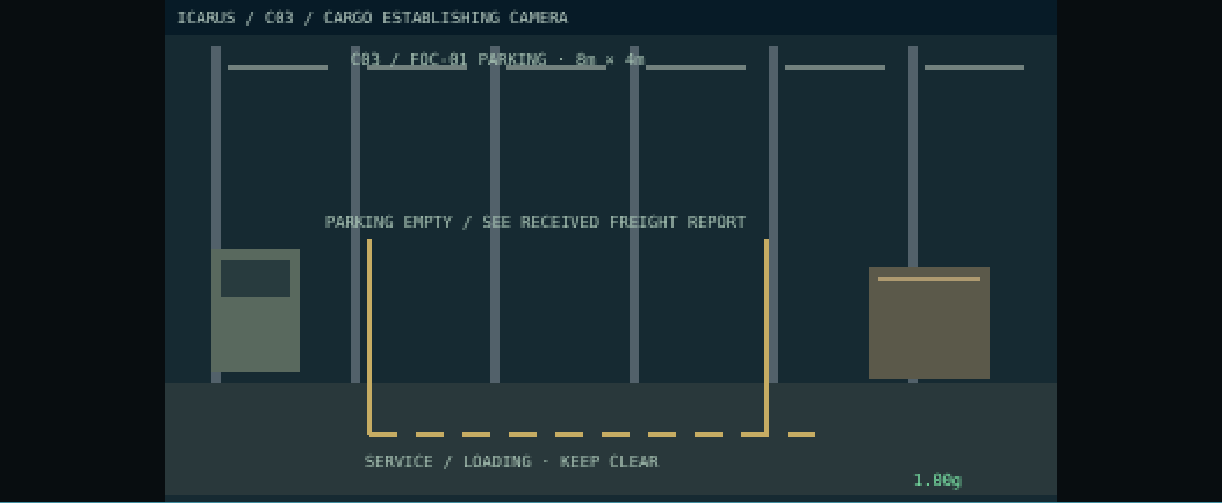 ICARUS / C03 / CARGO ESTABLISHING CAMERA
C03 / FOC-01 PARKING · 8m × 4m
PARKING EMPTY / SEE RECEIVED FREIGHT REPORT
SERVICE / LOADING · KEEP CLEAR
1.00g